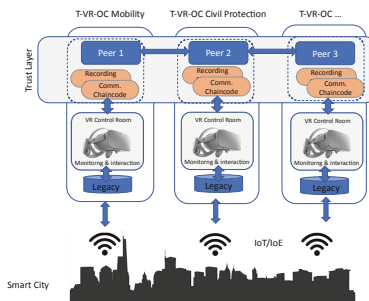 T-VR-OC Mobility T-VR-OC Civil Protection T-VR-OC ...
Trust Layer
Peer 1 Peer 2 Peer 3
Recording Recording Recording
Comm. Chaincode Comm. Chaincode Comm. Chaincode
VR Control Room VR Control Room VR Control Room
Monitorng & interaction Monitorng & interaction Monitorng & interaction
Legacy Legacy Legacy
IoT/IoE
Smart City